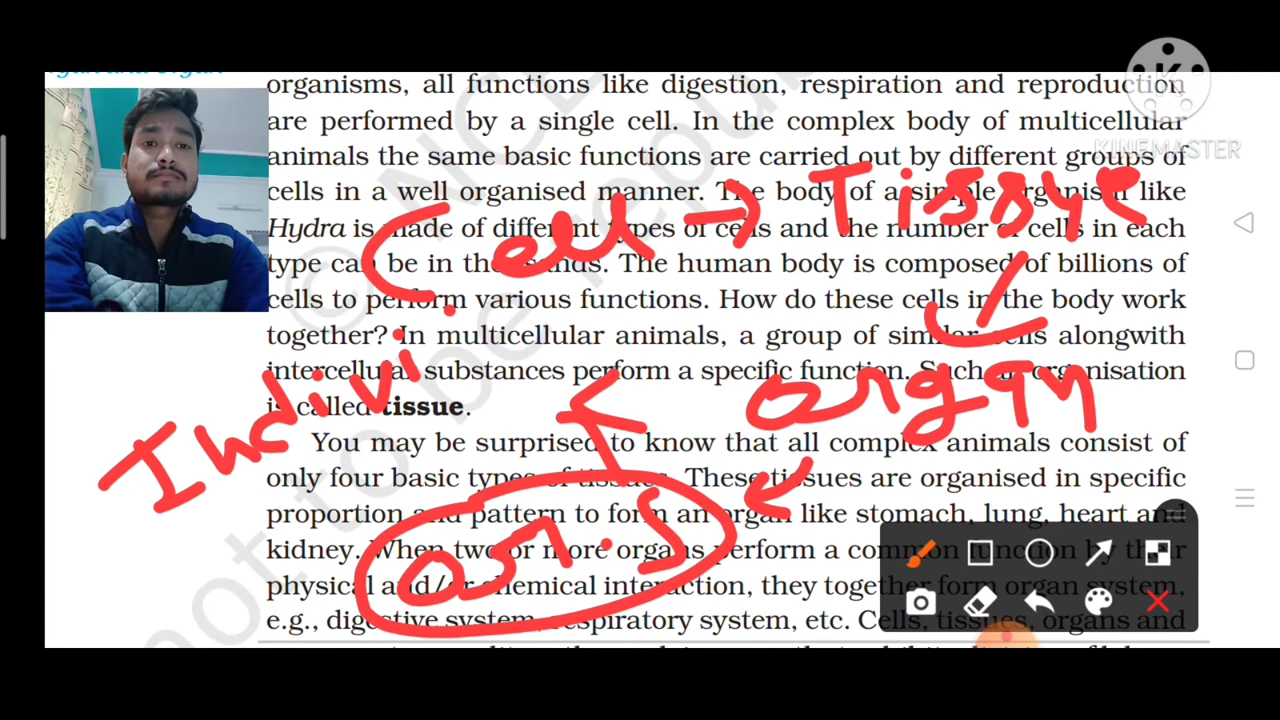 organisms, all functions like digestion, respiration and reproduction
are performed by a single cell. In the complex body of multicellular
animals the same basic functions are carried out by different groups of
cells in a well organised manner. The body of a simple organism like
Hydra is made of different types of cells and the number of cells in each
type can be in thousands. The human body is composed of billions of
cells to perform various functions. How do these cells in the body work
together? In multicellular animals, a group of similar cells alongwith
intercellular substances perform a specific function. Such an organisation
is called tissue.
You may be surprised to know that all complex animals consist of
only four basic types of tissues. These tissues are organised in specific
proportion and pattern to form an organ like stomach, lung, heart and
kidney. When two or more organs perform a common function by their
physical and/or chemical interaction, they together form organ system,
e.g., digestive system, respiratory system, etc. Cells, tissues, organs and
Cell → Tissue
organ
org. S
Indivi.
KINEMASTER